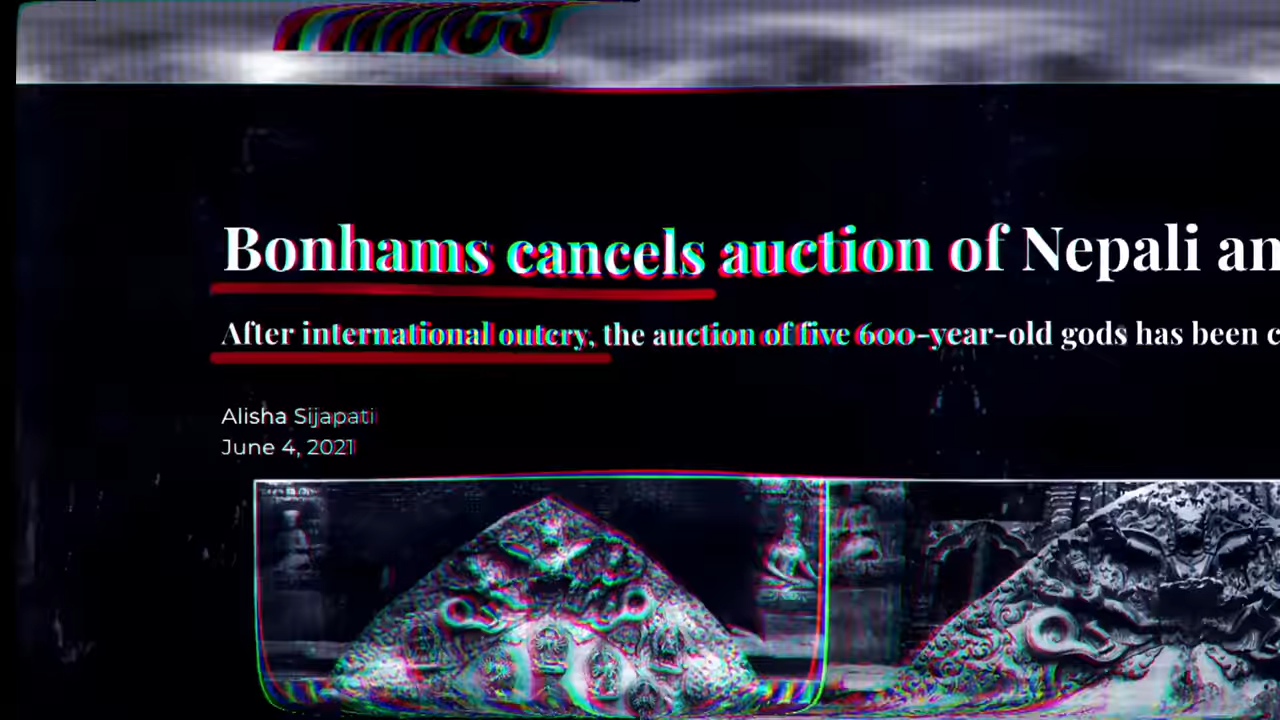 Bonhams cancels auction of Nepali an
After international outcry, the auction of five 600-year-old gods has been c
Alisha Sijapati
June 4, 2021